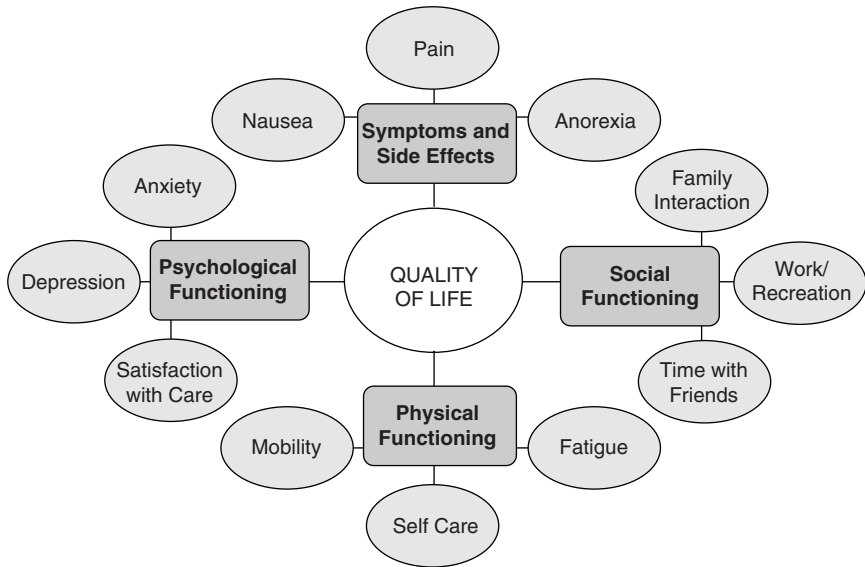 Pain
Nausea
Symptoms and
Side Effects
Anorexia
Anxiety
Family
Interaction
Depression
Psychological
Functioning
QUALITY
OF LIFE
Social
Functioning
Work/
Recreation
Satisfaction
with Care
Time with
Friends
Mobility
Physical
Functioning
Fatigue
Self Care